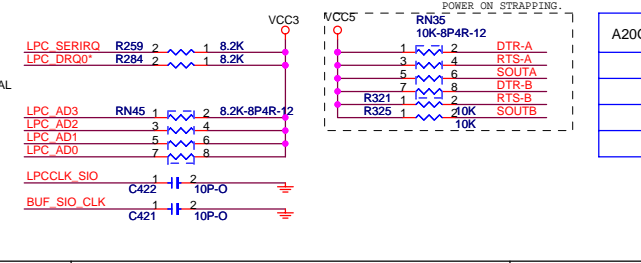 POWER ON STRAPPING.
VCC3
VCC5
RN35
10K-8P4R-12
LPC_SERIRQ R259 2 1 8.2K
LPC_DRQ0* R284 2 1 8.2K
AL
LPC_AD3 RN45 1 2 8.2K-8P4R-12
LPC_AD2 3 4
LPC_AD1 5 6
LPC_AD0 7 8
LPCCLK_SIO 1 2
C422 10P-O
BUF_SIO_CLK 1 2
C421 10P-O
1 2 DTR-A
3 4 RTS-A
5 6 SOUTA
7 8 DTR-B
R321 1 2 RTS-B
10K
R325 1 2 SOUTB
10K
A20